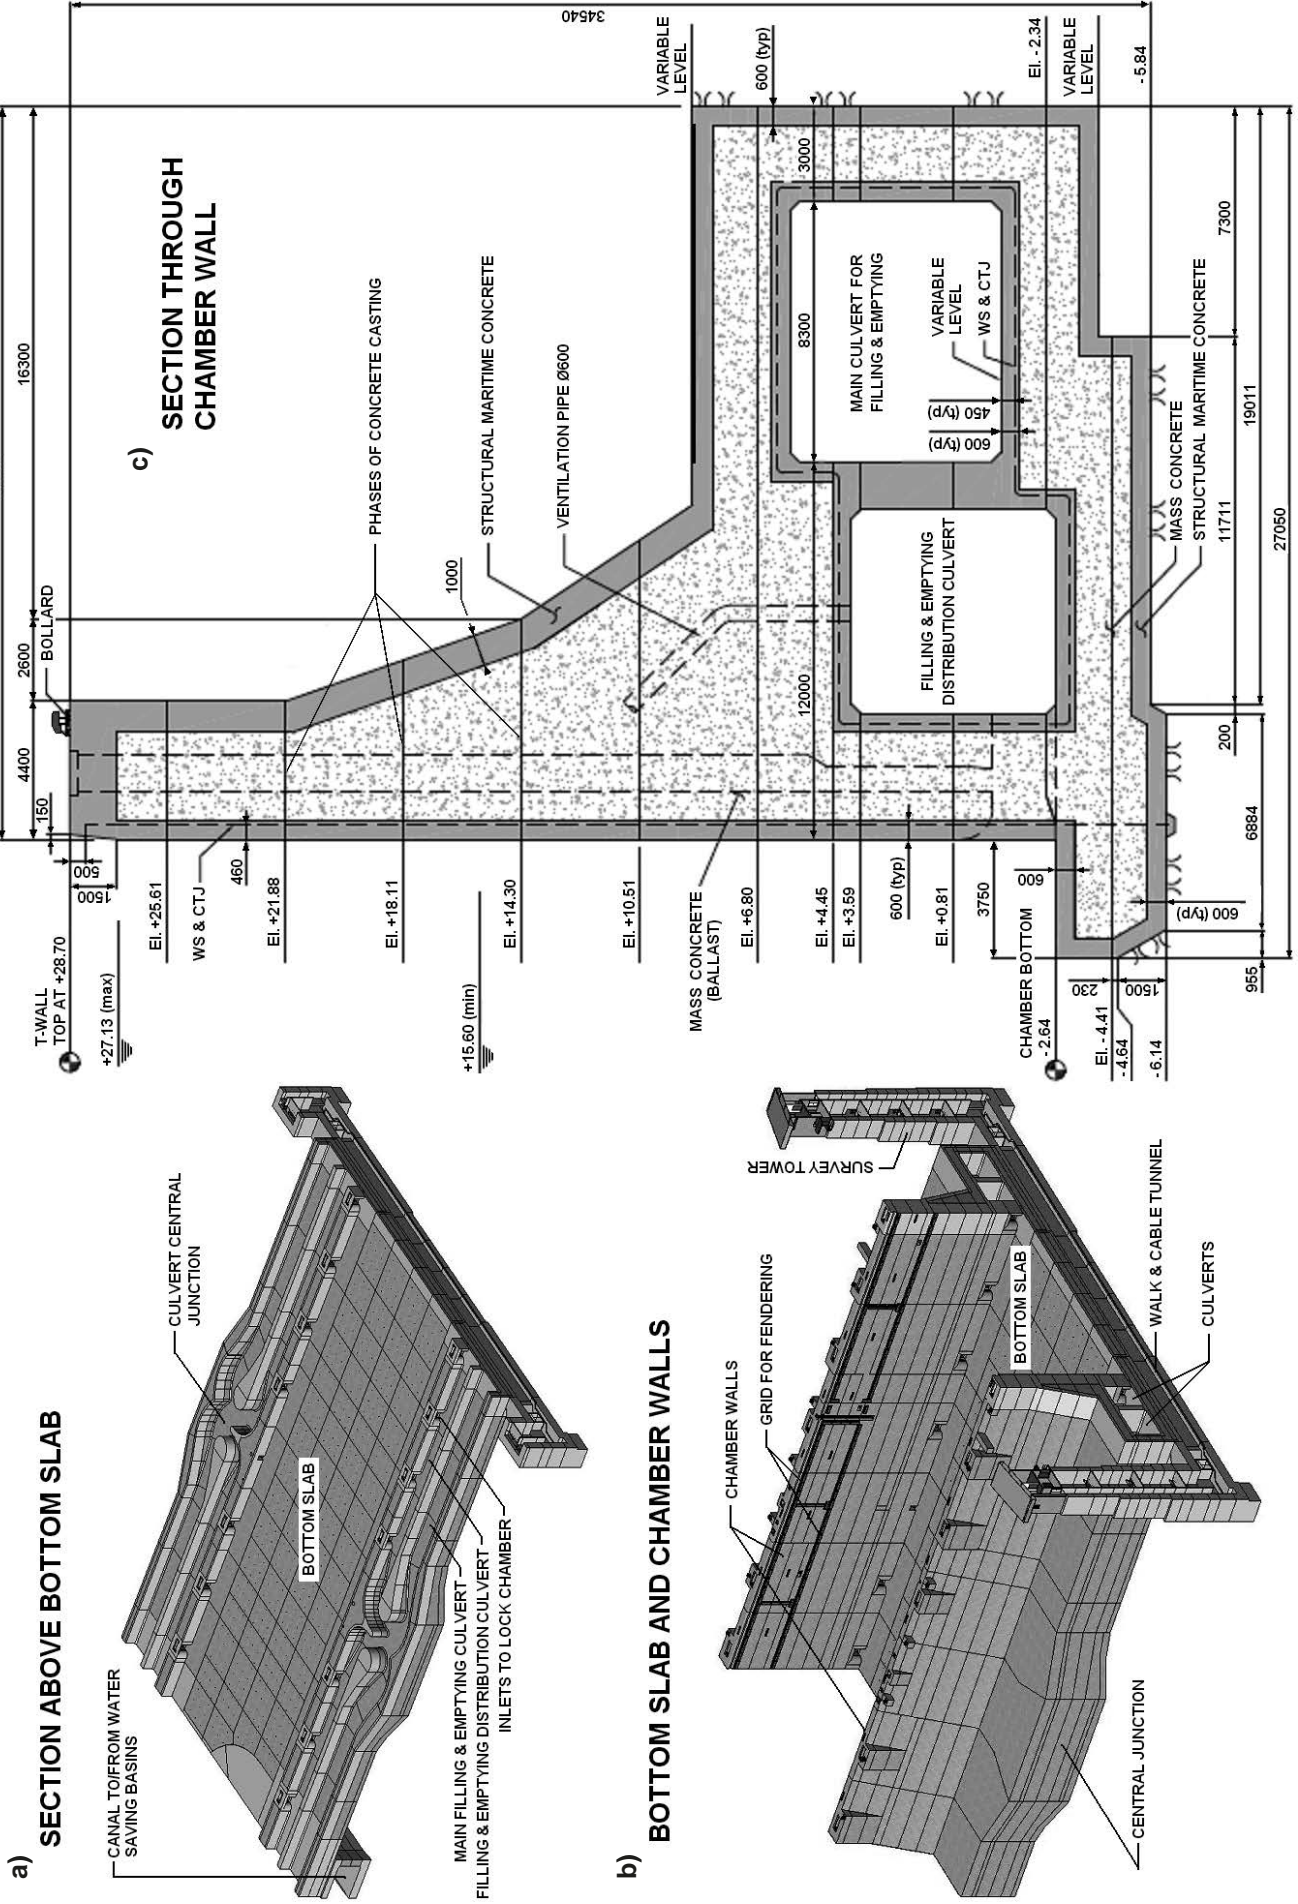 a)
SECTION ABOVE BOTTOM SLAB
CANAL TO/FROM WATER
SAVING BASINS
CULVERT CENTRAL
JUNCTION
BOTTOM SLAB
MAIN FILLING & EMPTYING CULVERT
FILLING & EMPTYING DISTRIBUTION CULVERT
INLETS TO LOCK CHAMBER
b)
BOTTOM SLAB AND CHAMBER WALLS
SURVEY TOWER
CHAMBER WALLS
GRID FOR FENDERING
BOTTOM SLAB
WALK & CABLE TUNNEL
CULVERTS
CENTRAL JUNCTION
c)
SECTION THROUGH
CHAMBER WALL
4400
2600
16300
150
BOLLARD
34540
T-WALL
TOP AT +28.70
500
1500
+27.13 (max)
El. +25.61
WS & CTJ
460
El. +21.88
El. +18.11
+15.60 (min)
El. +14.30
El. +10.51
MASS CONCRETE
(BALLAST)
El. +6.80
El. +4.45
El. +3.59
600 (typ)
El. +0.81
3750
CHAMBER BOTTOM
- 2.64
600
230
El. - 4.41
- 4.64
1500
- 6.14
600 (typ)
PHASES OF CONCRETE CASTING
1000
STRUCTURAL MARITIME CONCRETE
VENTILATION PIPE Ø600
VARIABLE
LEVEL
600 (typ)
12000
8300
3000
MAIN CULVERT FOR
FILLING & EMPTYING
FILLING & EMPTYING
DISTRIBUTION CULVERT
VARIABLE
LEVEL
WS & CTJ
600 (typ)
450 (typ)
El. - 2.34
VARIABLE
LEVEL
- 5.84
MASS CONCRETE
STRUCTURAL MARITIME CONCRETE
200
11711
7300
6884
19011
955
27050